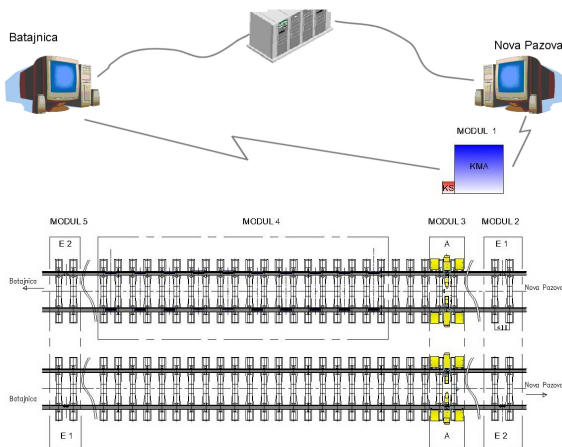 Batajnica
Nova Pazova
MODUL 1
KMA
KS
MODUL 5
MODUL 4
MODUL 3
MODUL 2
E 2
A
E 1
Batajnica
Nova Pazova
Nova Pazova
Batajnica
E 1
A
E 2